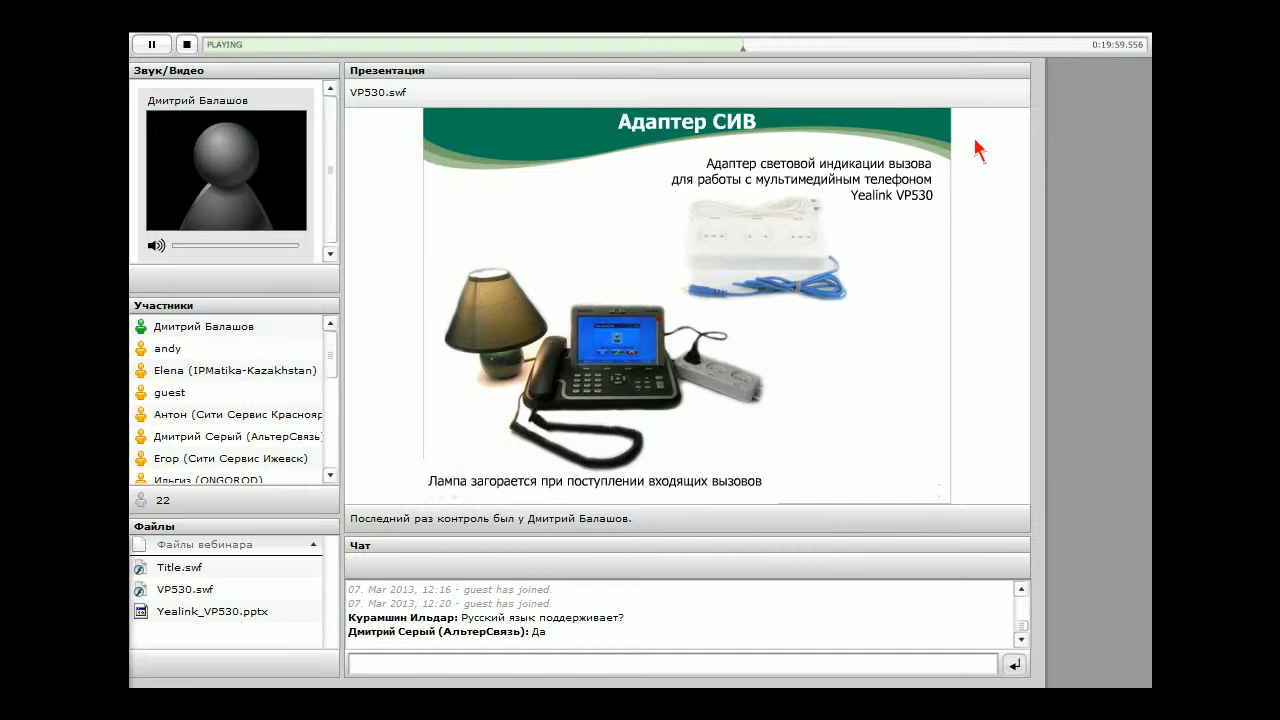 PLAYING
0:19:59.556
Звук/Видео
Дмитрий Балашов
Участники
Дмитрий Балашов
andy
Elena (IPMatika-Kazakhstan)
guest
Антон (Сити Сервис Краснояр
Дмитрий Серый (АльтерСвязь)
Егор (Сити Сервис Ижевск)
Ильгиз (ONGOROD)
22
Файлы
Файлы вебинара
Title.swf
VP530.swf
Yealink_VP530.pptx
Презентация
VP530.swf
Адаптер СИВ
Адаптер световой индикации вызова
для работы с мультимедийным телефоном
Yealink VP530
Лампа загорается при поступлении входящих вызовов
Последний раз контроль был у Дмитрий Балашов.
Чат
07. Mar 2013, 12:16 - guest has joined.
07. Mar 2013, 12:20 - guest has joined.
Курамшин Ильдар: Русский язык поддерживает?
Дмитрий Серый (АльтерСвязь): Да